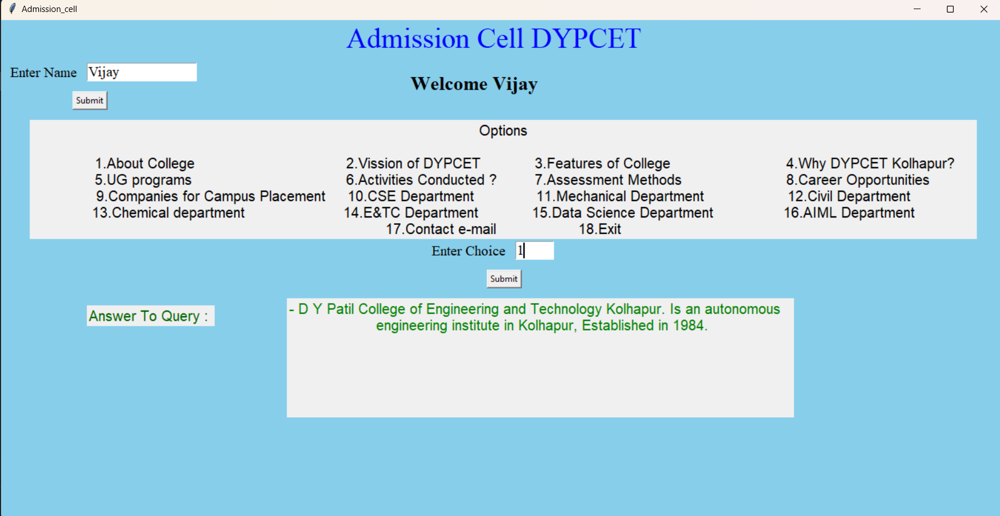 Admission_cell
Admission Cell DYPCET
Enter Name Vijay
Welcome Vijay
Submit
Options
1.About College 2.Vission of DYPCET 3.Features of College 4.Why DYPCET Kolhapur?
5.UG programs 6.Activities Conducted ? 7.Assessment Methods 8.Career Opportunities
9.Companies for Campus Placement 10.CSE Department 11.Mechanical Department 12.Civil Department
13.Chemical department 14.E&TC Department 15.Data Science Department 16.AIML Department
17.Contact e-mail 18.Exit
Enter Choice 1
Submit
Answer To Query :
- D Y Patil College of Engineering and Technology Kolhapur. Is an autonomous
engineering institute in Kolhapur, Established in 1984.